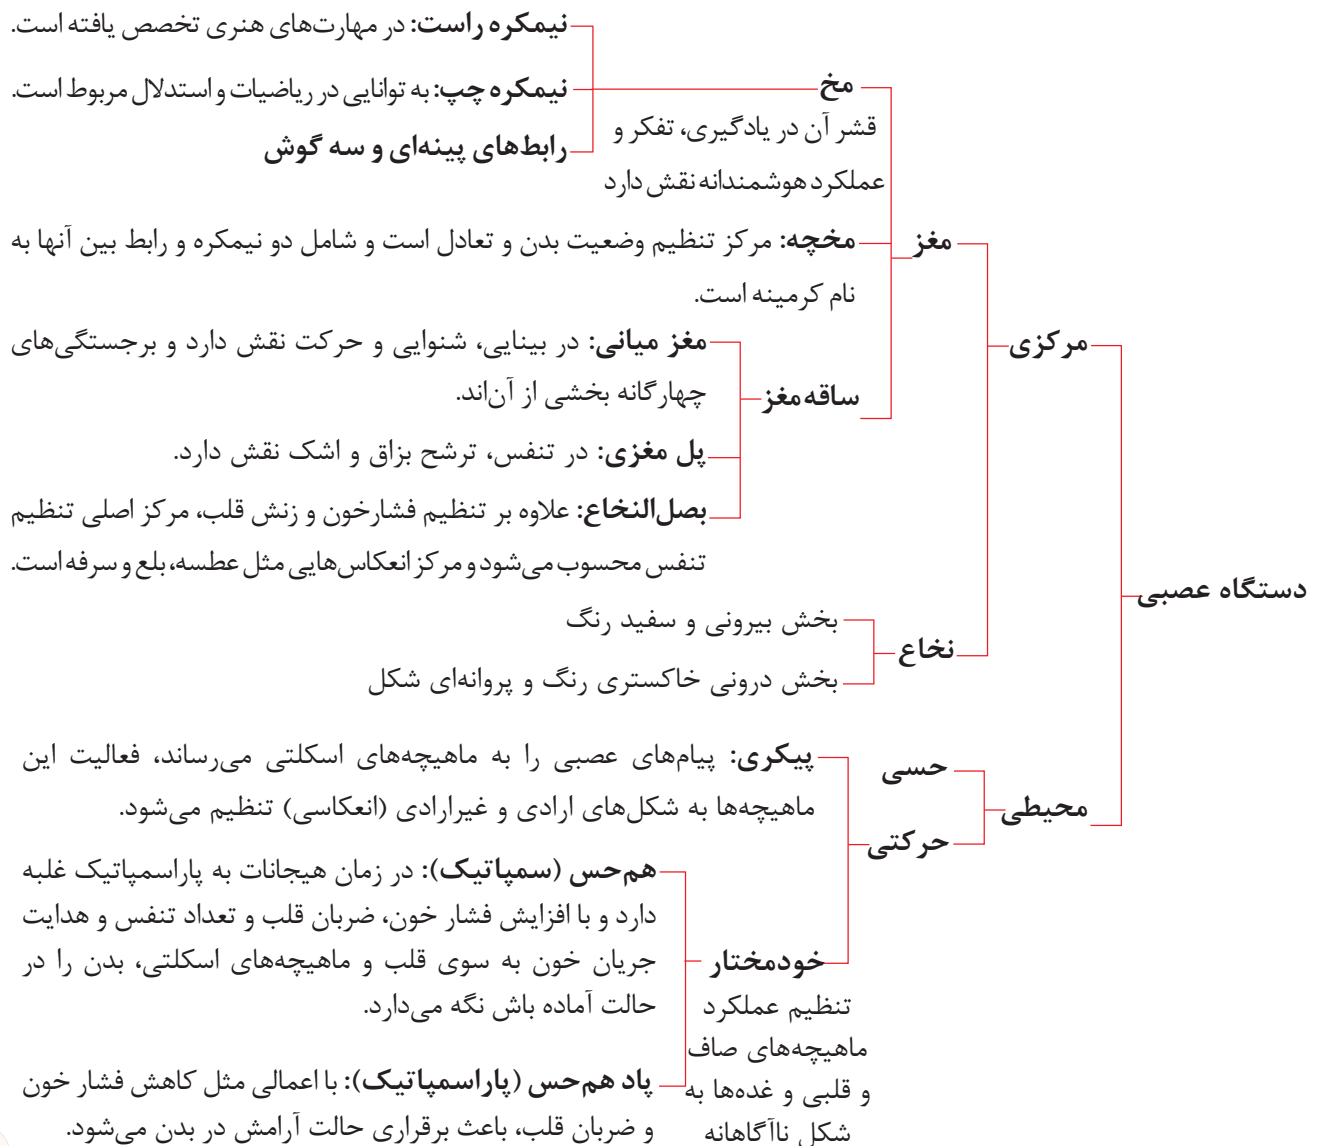 نیمکره راست: در مهارت‌های هنری تخصص یافته است.
مخ
نیمکره چپ: به توانایی در ریاضیات و استدلال مربوط است.
قشر آن در یادگیری، تفکر و
رابط‌های پینه‌ای و سه گوش
عملکرد هوشمندانه نقش دارد
مغز
مخچه: مرکز تنظیم وضعیت بدن و تعادل است و شامل دو نیمکره و رابط بین آنها به
نام کرمینه است.
مرکزی
مغز میانی: در بینایی، شنوایی و حرکت نقش دارد و برجستگی‌های
ساقه مغز
چهارگانه بخشی از آن‌اند.
پل مغزی: در تنفس، ترشح بزاق و اشک نقش دارد.
بصل‌النخاع: علاوه بر تنظیم فشارخون و زنش قلب، مرکز اصلی تنظیم
تنفس محسوب می‌شود و مرکز انعکاس‌هایی مثل عطسه، بلع و سرفه است.
دستگاه عصبی
بخش بیرونی و سفید رنگ
نخاع
بخش درونی خاکستری رنگ و پروانه‌ای شکل
حسی
پیکری: پیام‌های عصبی را به ماهیچه‌های اسکلتی می‌رساند، فعالیت این
محیطی
ماهیچه‌ها به شکل‌های ارادی و غیرارادی (انعکاسی) تنظیم می‌شود.
حرکتی
هم‌حس (سمپاتیک): در زمان هیجانات به پاراسمپاتیک غلبه
دارد و با افزایش فشار خون، ضربان قلب و تعداد تنفس و هدایت
خودمختار
جریان خون به سوی قلب و ماهیچه‌های اسکلتی، بدن را در
تنظیم عملکرد
حالت آماده باش نگه می‌دارد.
ماهیچه‌های صاف
و قلبی و غده‌ها به
پاد هم‌حس (پاراسمپاتیک): با اعمالی مثل کاهش فشار خون
شکل ناآگاهانه
و ضربان قلب، باعث برقراری حالت آرامش در بدن می‌شود.